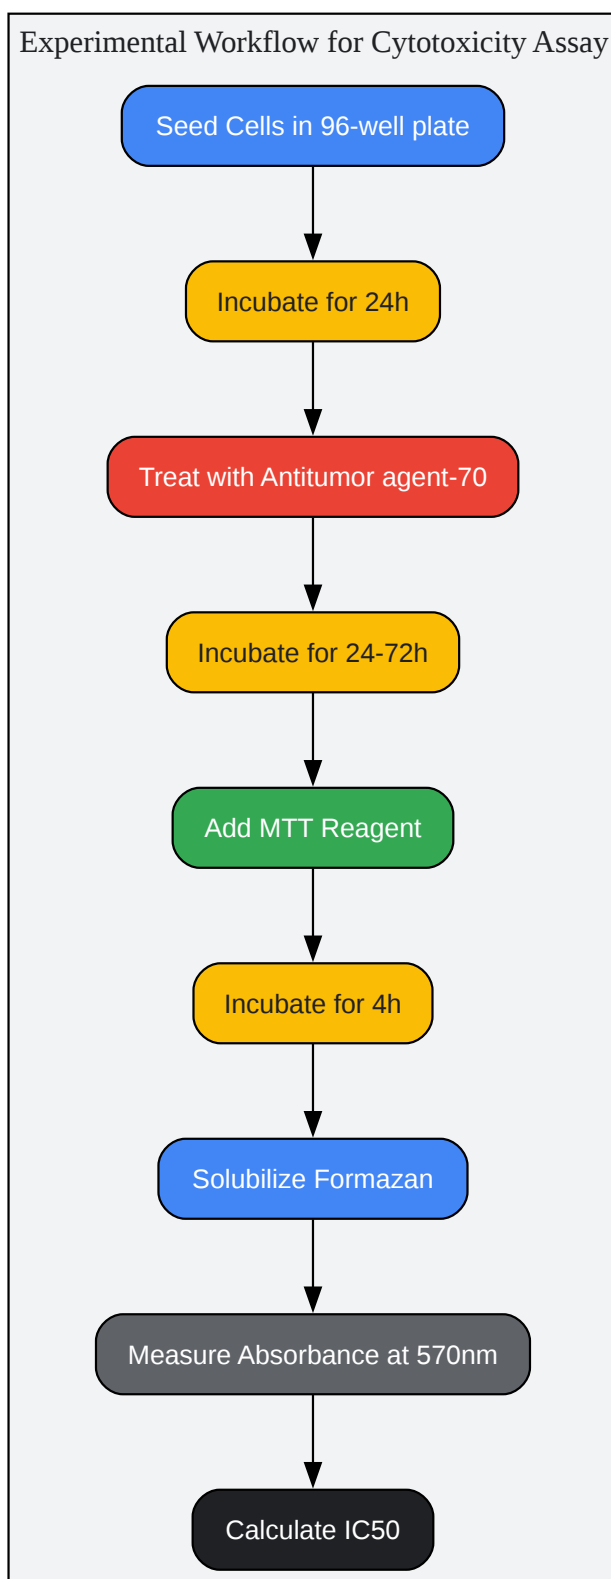 Experimental Workflow for Cytotoxicity Assay
Seed Cells in 96-well plate
Incubate for 24h
Treat with Antitumor agent-70
Incubate for 24-72h
Add MTT Reagent
Incubate for 4h
Solubilize Formazan
Measure Absorbance at 570nm
Calculate IC50